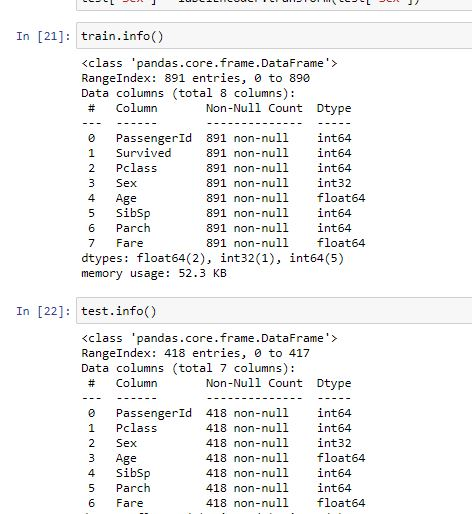 test['Sex'] = labelEncoder.transform(test['Sex'])
In [21]: train.info()
<class 'pandas.core.frame.DataFrame'>
RangeIndex: 891 entries, 0 to 890
Data columns (total 8 columns):
 #   Column       Non-Null Count  Dtype
---  ------       --------------  -----
 0   PassengerId  891 non-null    int64
 1   Survived     891 non-null    int64
 2   Pclass       891 non-null    int64
 3   Sex          891 non-null    int32
 4   Age          891 non-null    float64
 5   SibSp        891 non-null    int64
 6   Parch        891 non-null    int64
 7   Fare         891 non-null    float64
dtypes: float64(2), int32(1), int64(5)
memory usage: 52.3 KB
In [22]: test.info()
<class 'pandas.core.frame.DataFrame'>
RangeIndex: 418 entries, 0 to 417
Data columns (total 7 columns):
 #   Column       Non-Null Count  Dtype
---  ------       --------------  -----
 0   PassengerId  418 non-null    int64
 1   Pclass       418 non-null    int64
 2   Sex          418 non-null    int32
 3   Age          418 non-null    float64
 4   SibSp        418 non-null    int64
 5   Parch        418 non-null    int64
 6   Fare         418 non-null    float64